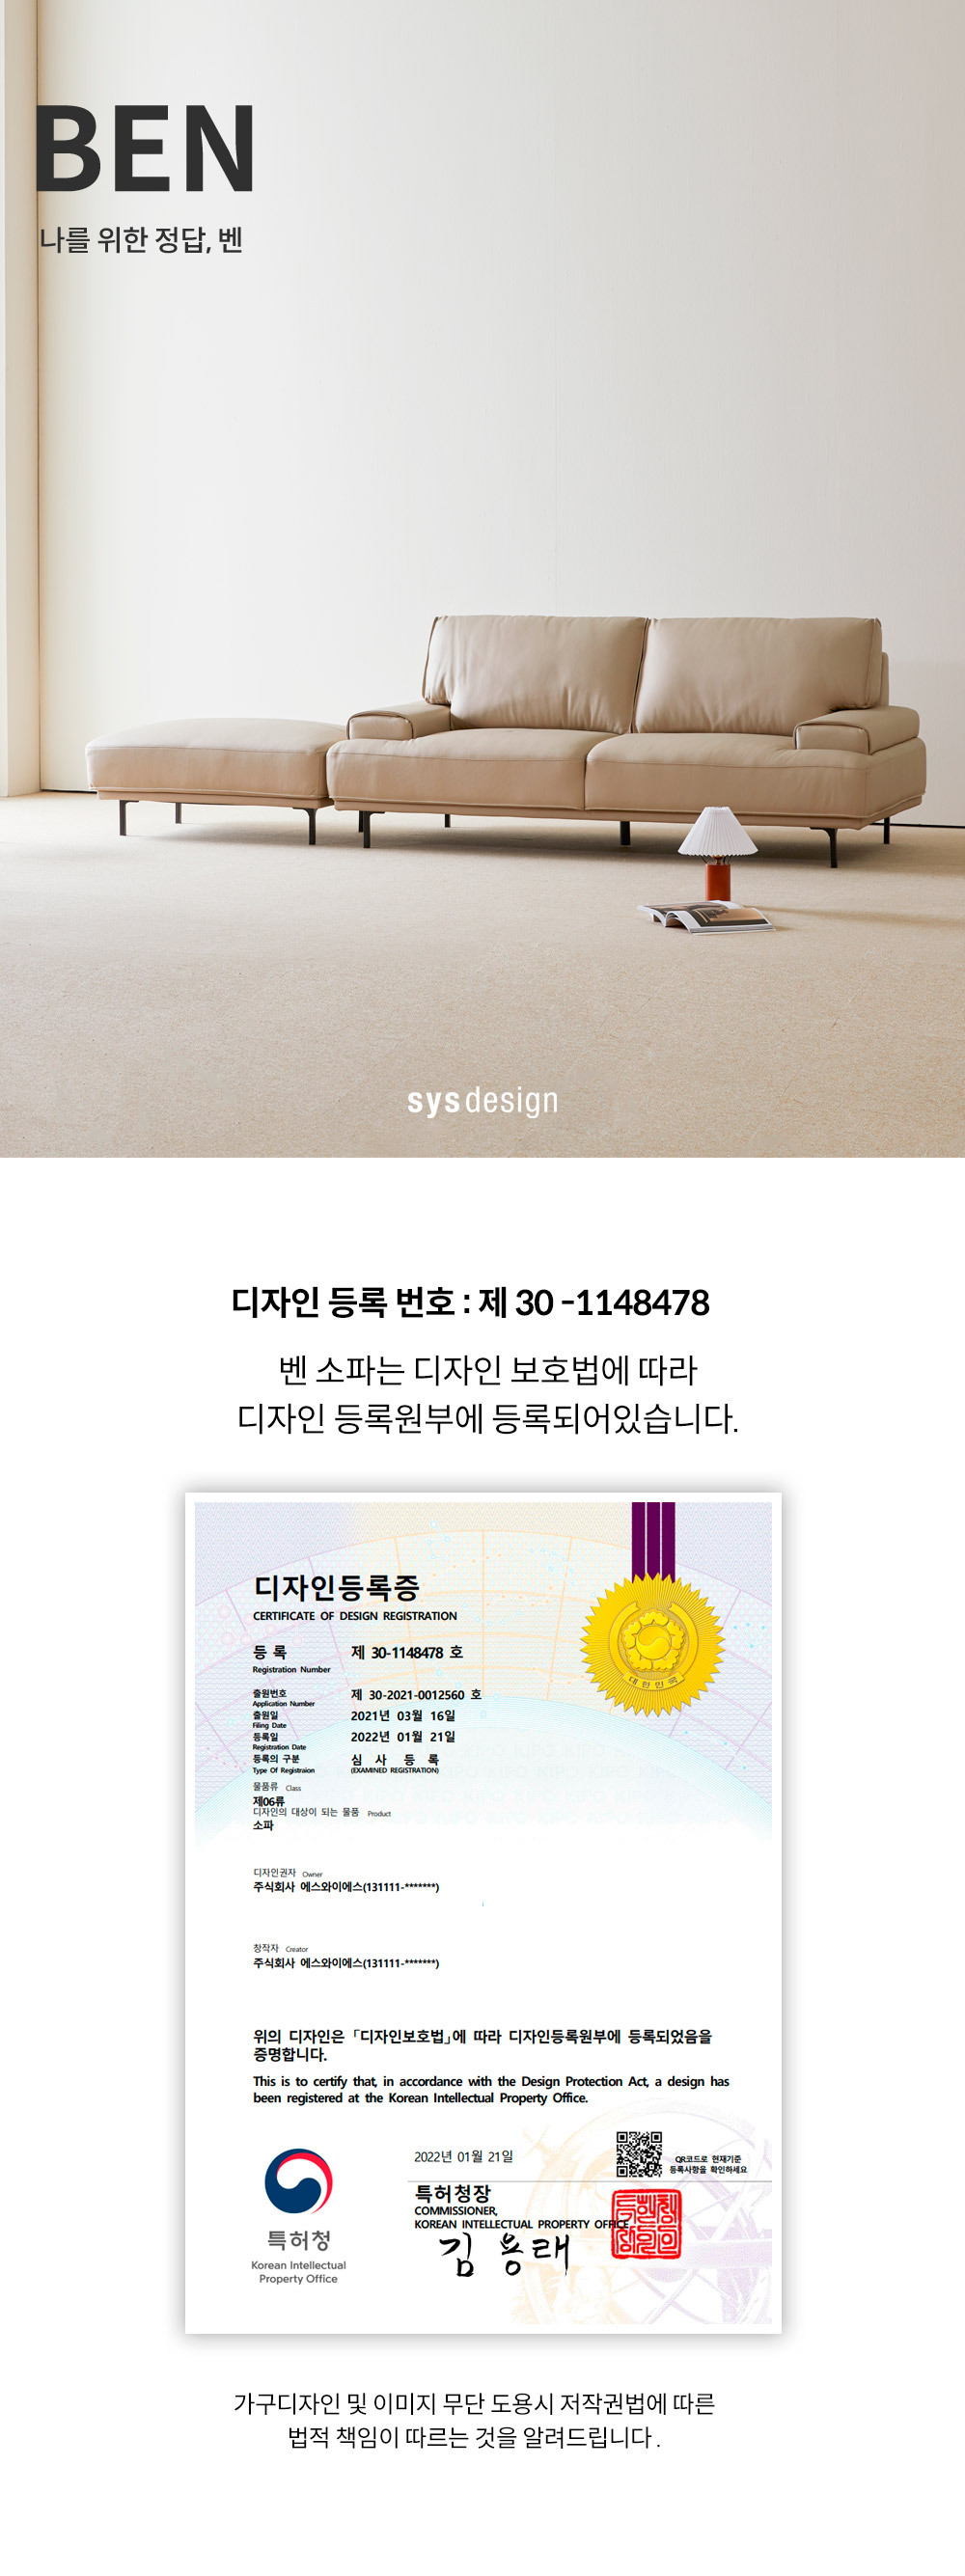 BEN
나를 위한 정답, 벤
sysdesign
디자인 등록 번호 : 제 30 -1148478
벤 소파는 디자인 보호법에 따라
디자인 등록원부에 등록되어있습니다.
디자인등록증
CERTIFICATE OF DESIGN REGISTRATION
등 록 제 30-1148478 호
Registration Number
출원번호 제 30-2021-0012560 호
Application Number
출원일 2021년 03월 16일
Filing Date
등록일 2022년 01월 21일
Registration Date
등록의 구분 심 사 등 록
Type Of Registraion (EXAMINED REGISTRATION)
물품류 Class
제06류
디자인의 대상이 되는 물품 Product
소파
디자인권자 Owner
주식회사 에스와이에스(131111-*******)
창작자 Creator
주식회사 에스와이에스(131111-*******)
위의 디자인은 「디자인보호법」에 따라 디자인등록원부에 등록되었음을
증명합니다.
This is to certify that, in accordance with the Design Protection Act, a design has
been registered at the Korean Intellectual Property Office.
2022년 01월 21일
QR코드로 현재기준
등록사항을 확인하세요
특허청장
COMMISSIONER,
KOREAN INTELLECTUAL PROPERTY OFFICE
김용래
특허청
Korean Intellectual
Property Office
대한민국
가구디자인 및 이미지 무단 도용시 저작권법에 따른
법적 책임이 따르는 것을 알려드립니다.